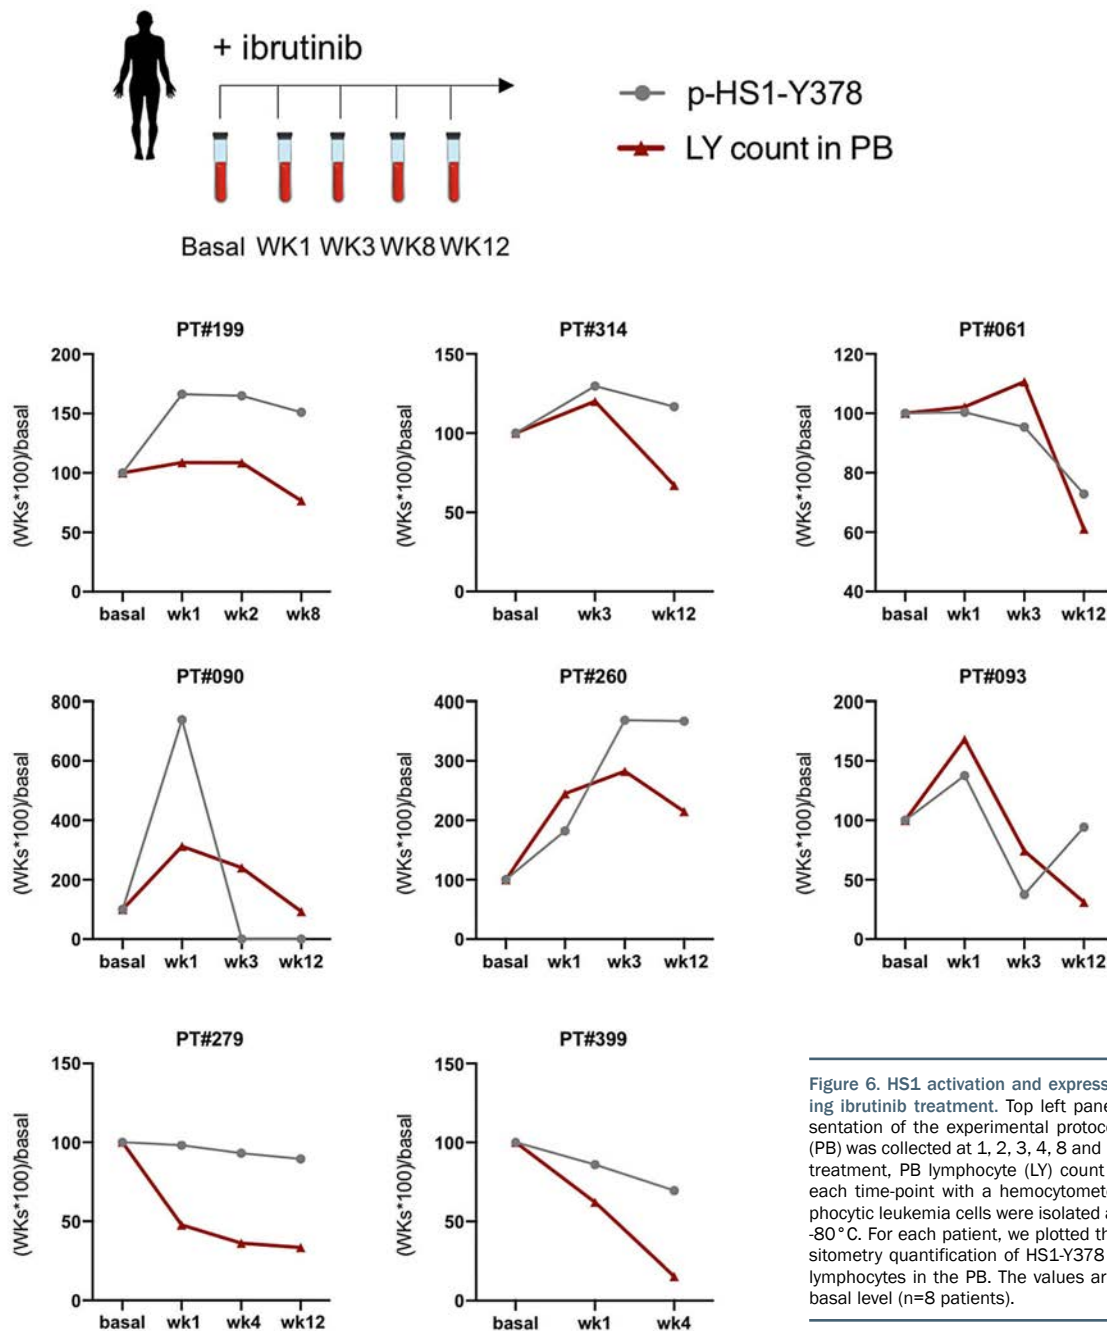 + ibrutinib
p-HS1-Y378
LY count in PB
Basal WK1 WK3 WK8 WK12
PT#199
200
150
100
50
0
(WKs*100)/basal
basal wk1 wk2 wk8
PT#314
150
100
50
0
(WKs*100)/basal
basal wk3 wk12
PT#061
120
100
80
60
40
(WKs*100)/basal
basal wk1 wk3 wk12
PT#090
800
600
400
200
0
(WKs*100)/basal
basal wk1 wk3 wk12
PT#260
400
300
200
100
0
(WKs*100)/basal
basal wk1 wk3 wk12
PT#093
200
150
100
50
0
(WKs*100)/basal
basal wk1 wk3 wk12
PT#279
150
100
50
0
(WKs*100)/basal
basal wk1 wk4 wk12
PT#399
150
100
50
0
(WKs*100)/basal
basal wk1 wk4
Figure 6. HS1 activation and express
ing ibrutinib treatment. Top left pane
sentation of the experimental protoc
(PB) was collected at 1, 2, 3, 4, 8 and
treatment, PB lymphocyte (LY) count
each time-point with a hemocytomet
phocytic leukemia cells were isolated a
-80°C. For each patient, we plotted th
sitometry quantification of HS1-Y378
lymphocytes in the PB. The values ar
basal level (n=8 patients).